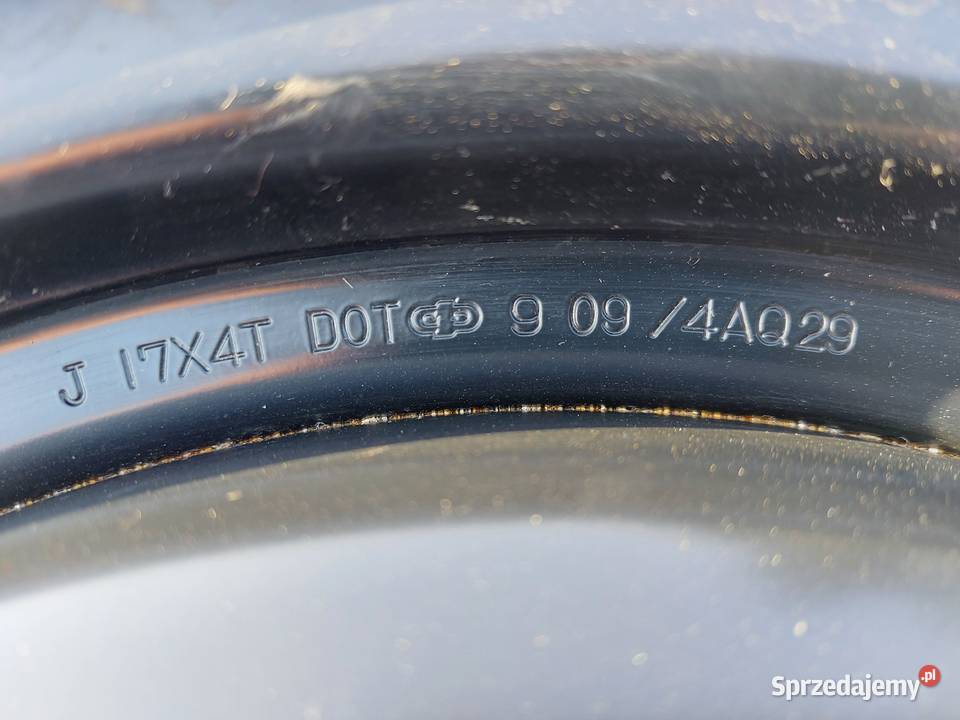 J 17X4T DOT 9 09 /4AQ29
Sprzedajemy.pl